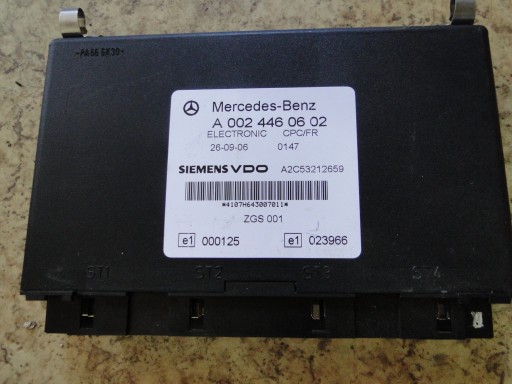 >PA66 GK30<
Mercedes-Benz
A 002 446 06 02
ELECTRONIC CPC/FR
26-09-06 0147
SIEMENS VDO A2C53212659
*4107H643007011*
ZGS 001
e1 000125 e1 023966
ST1 ST2 ST3 ST4